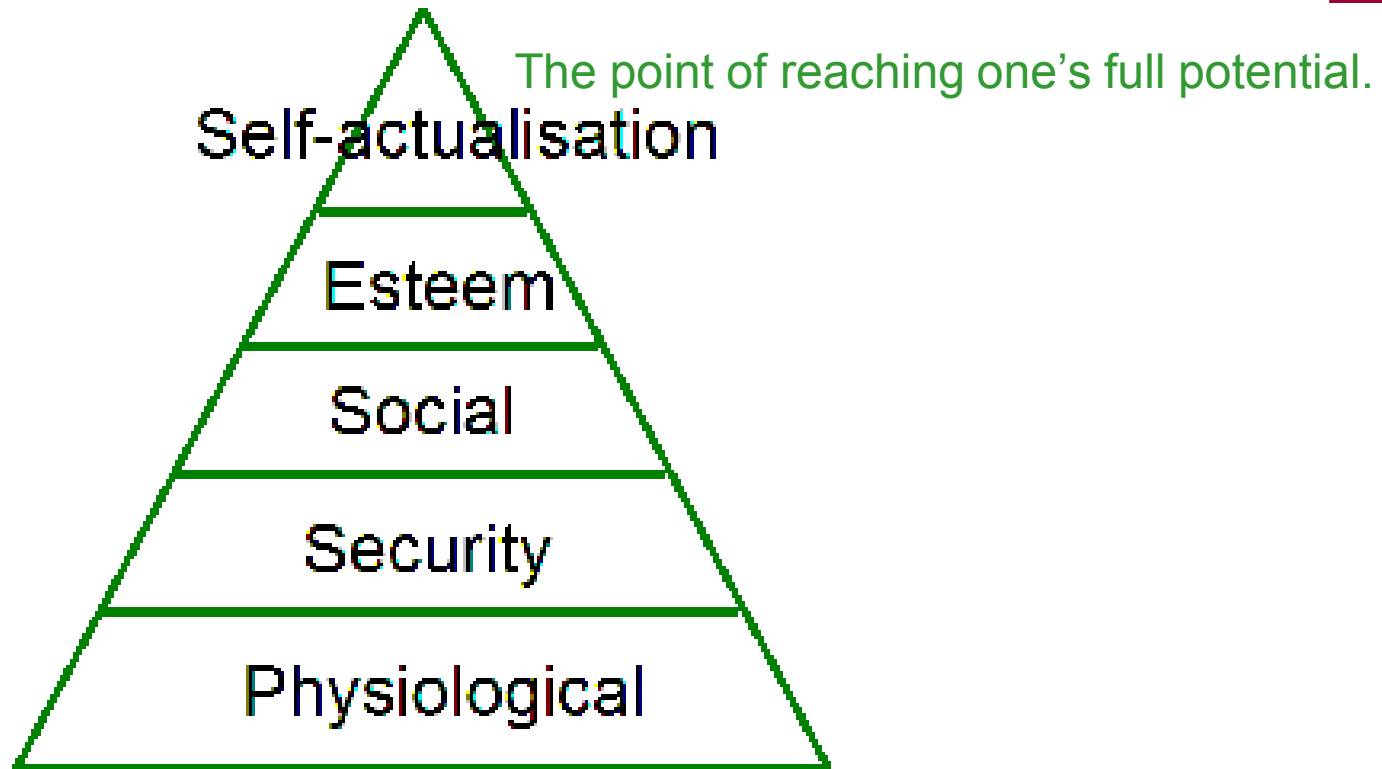 The point of reaching one’s full potential.
Self-actualisation
Esteem
Social
Security
Physiological